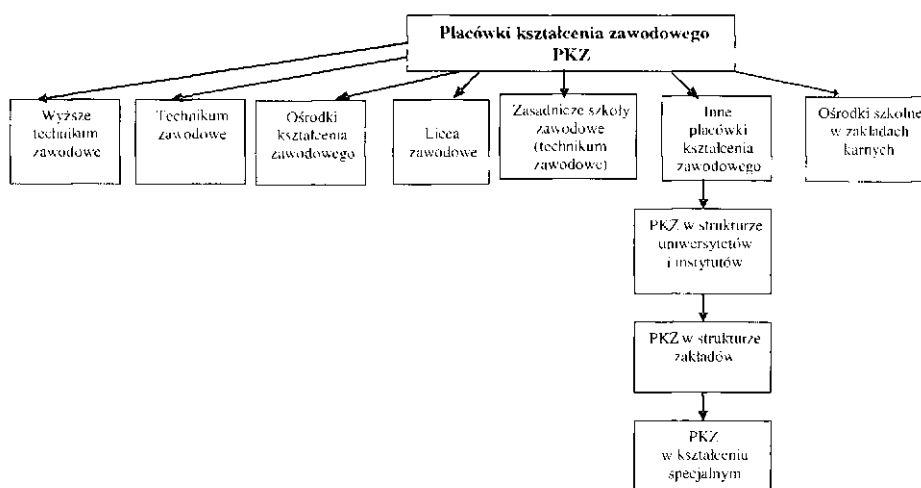 Placówki kształcenia zawodowego
PKZ
Wyższe
technikum
zawodowe
Technikum
zawodowe
Ośrodki
kształcenia
zawodowego
Licea
zawodowe
Zasadnicze szkoły
zawodowe
(technikum
zawodowe)
Inne
placówki
kształcenia
zawodowego
Ośrodki szkolne
w zakładach
karnych
PKZ w strukturze
uniwersytetów
i instytutów
PKZ w strukturze
zakładów
PKZ
w kształceniu
specjalnym